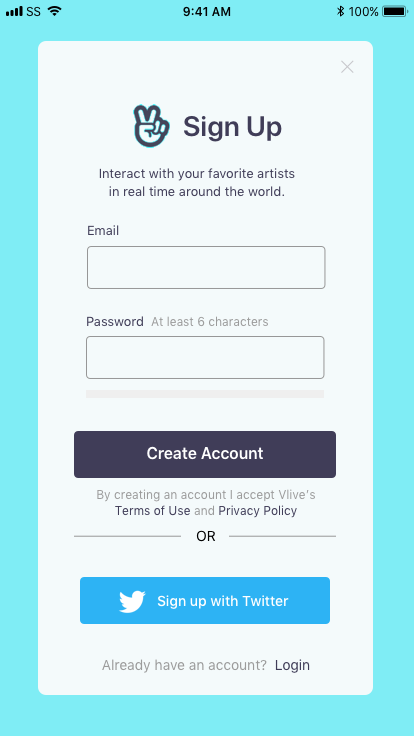 SS 9:41 AM 100%
Sign Up
Interact with your favorite artists
in real time around the world.
Email
Password At least 6 characters
Create Account
By creating an account I accept Vlive's
Terms of Use and Privacy Policy
OR
Sign up with Twitter
Already have an account? Login